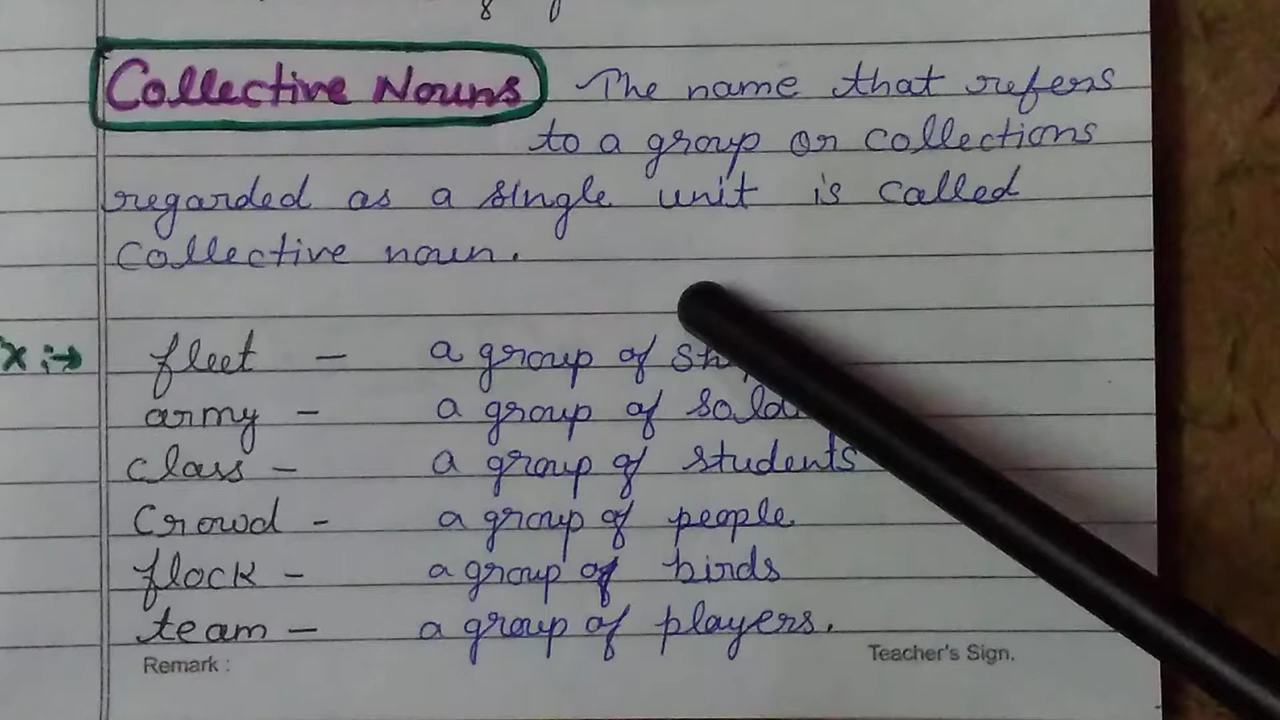 Collective Nouns The name that refers
to a group or collections
regarded as a single unit is called
Collective noun.
x :→ fleet - a group of
army - a group of
class - a group of students
Crowd - a group of people
flock - a group of birds
team - a group of players.
Remark : Teacher's Sign.